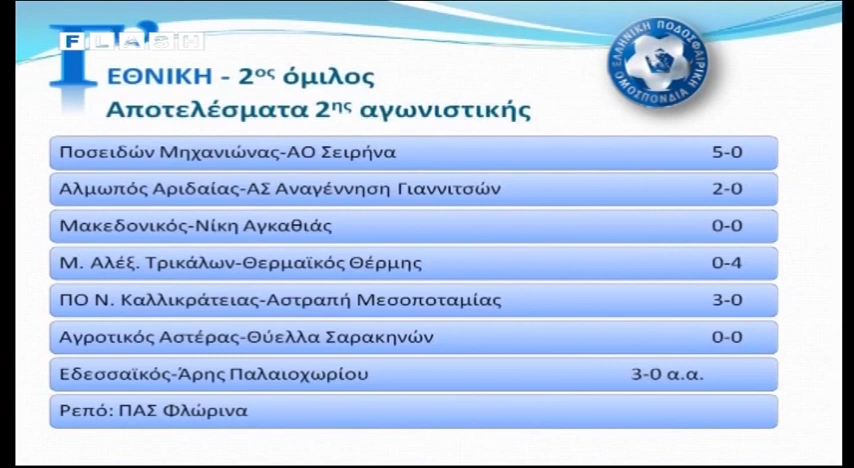 FLASH
Γ' ΕΘΝΙΚΗ - 2ος όμιλος
Αποτελέσματα 2ης αγωνιστικής
ΕΛΛΗΝΙΚΗ ΠΟΔΟΣΦΑΙΡΙΚΗ ΟΜΟΣΠΟΝΔΙΑ
Ποσειδών Μηχανιώνας-ΑΟ Σειρήνα 5-0
Αλμωπός Αριδαίας-ΑΣ Αναγέννηση Γιαννιτσών 2-0
Μακεδονικός-Νίκη Αγκαθιάς 0-0
Μ. Αλέξ. Τρικάλων-Θερμαϊκός Θέρμης 0-4
ΠΟ Ν. Καλλικράτειας-Αστραπή Μεσοποταμίας 3-0
Αγροτικός Αστέρας-Θύελλα Σαρακηνών 0-0
Εδεσσαϊκός-Άρης Παλαιοχωρίου 3-0 α.α.
Ρεπό: ΠΑΣ Φλώρινα